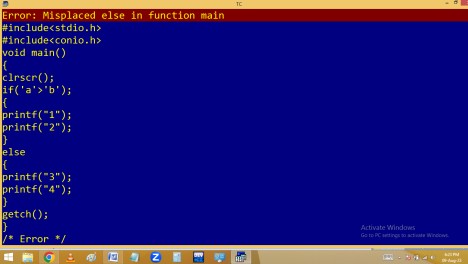 TC
Error: Misplaced else in function main
#include<stdio.h>
#include<conio.h>
void main()
{
clrscr();
if('a'>'b');
{
printf("1");
printf("2");
}
else
{
printf("3");
printf("4");
}
getch();
}
/* Error */
Activate Windows
Go to PC settings to activate Windows.